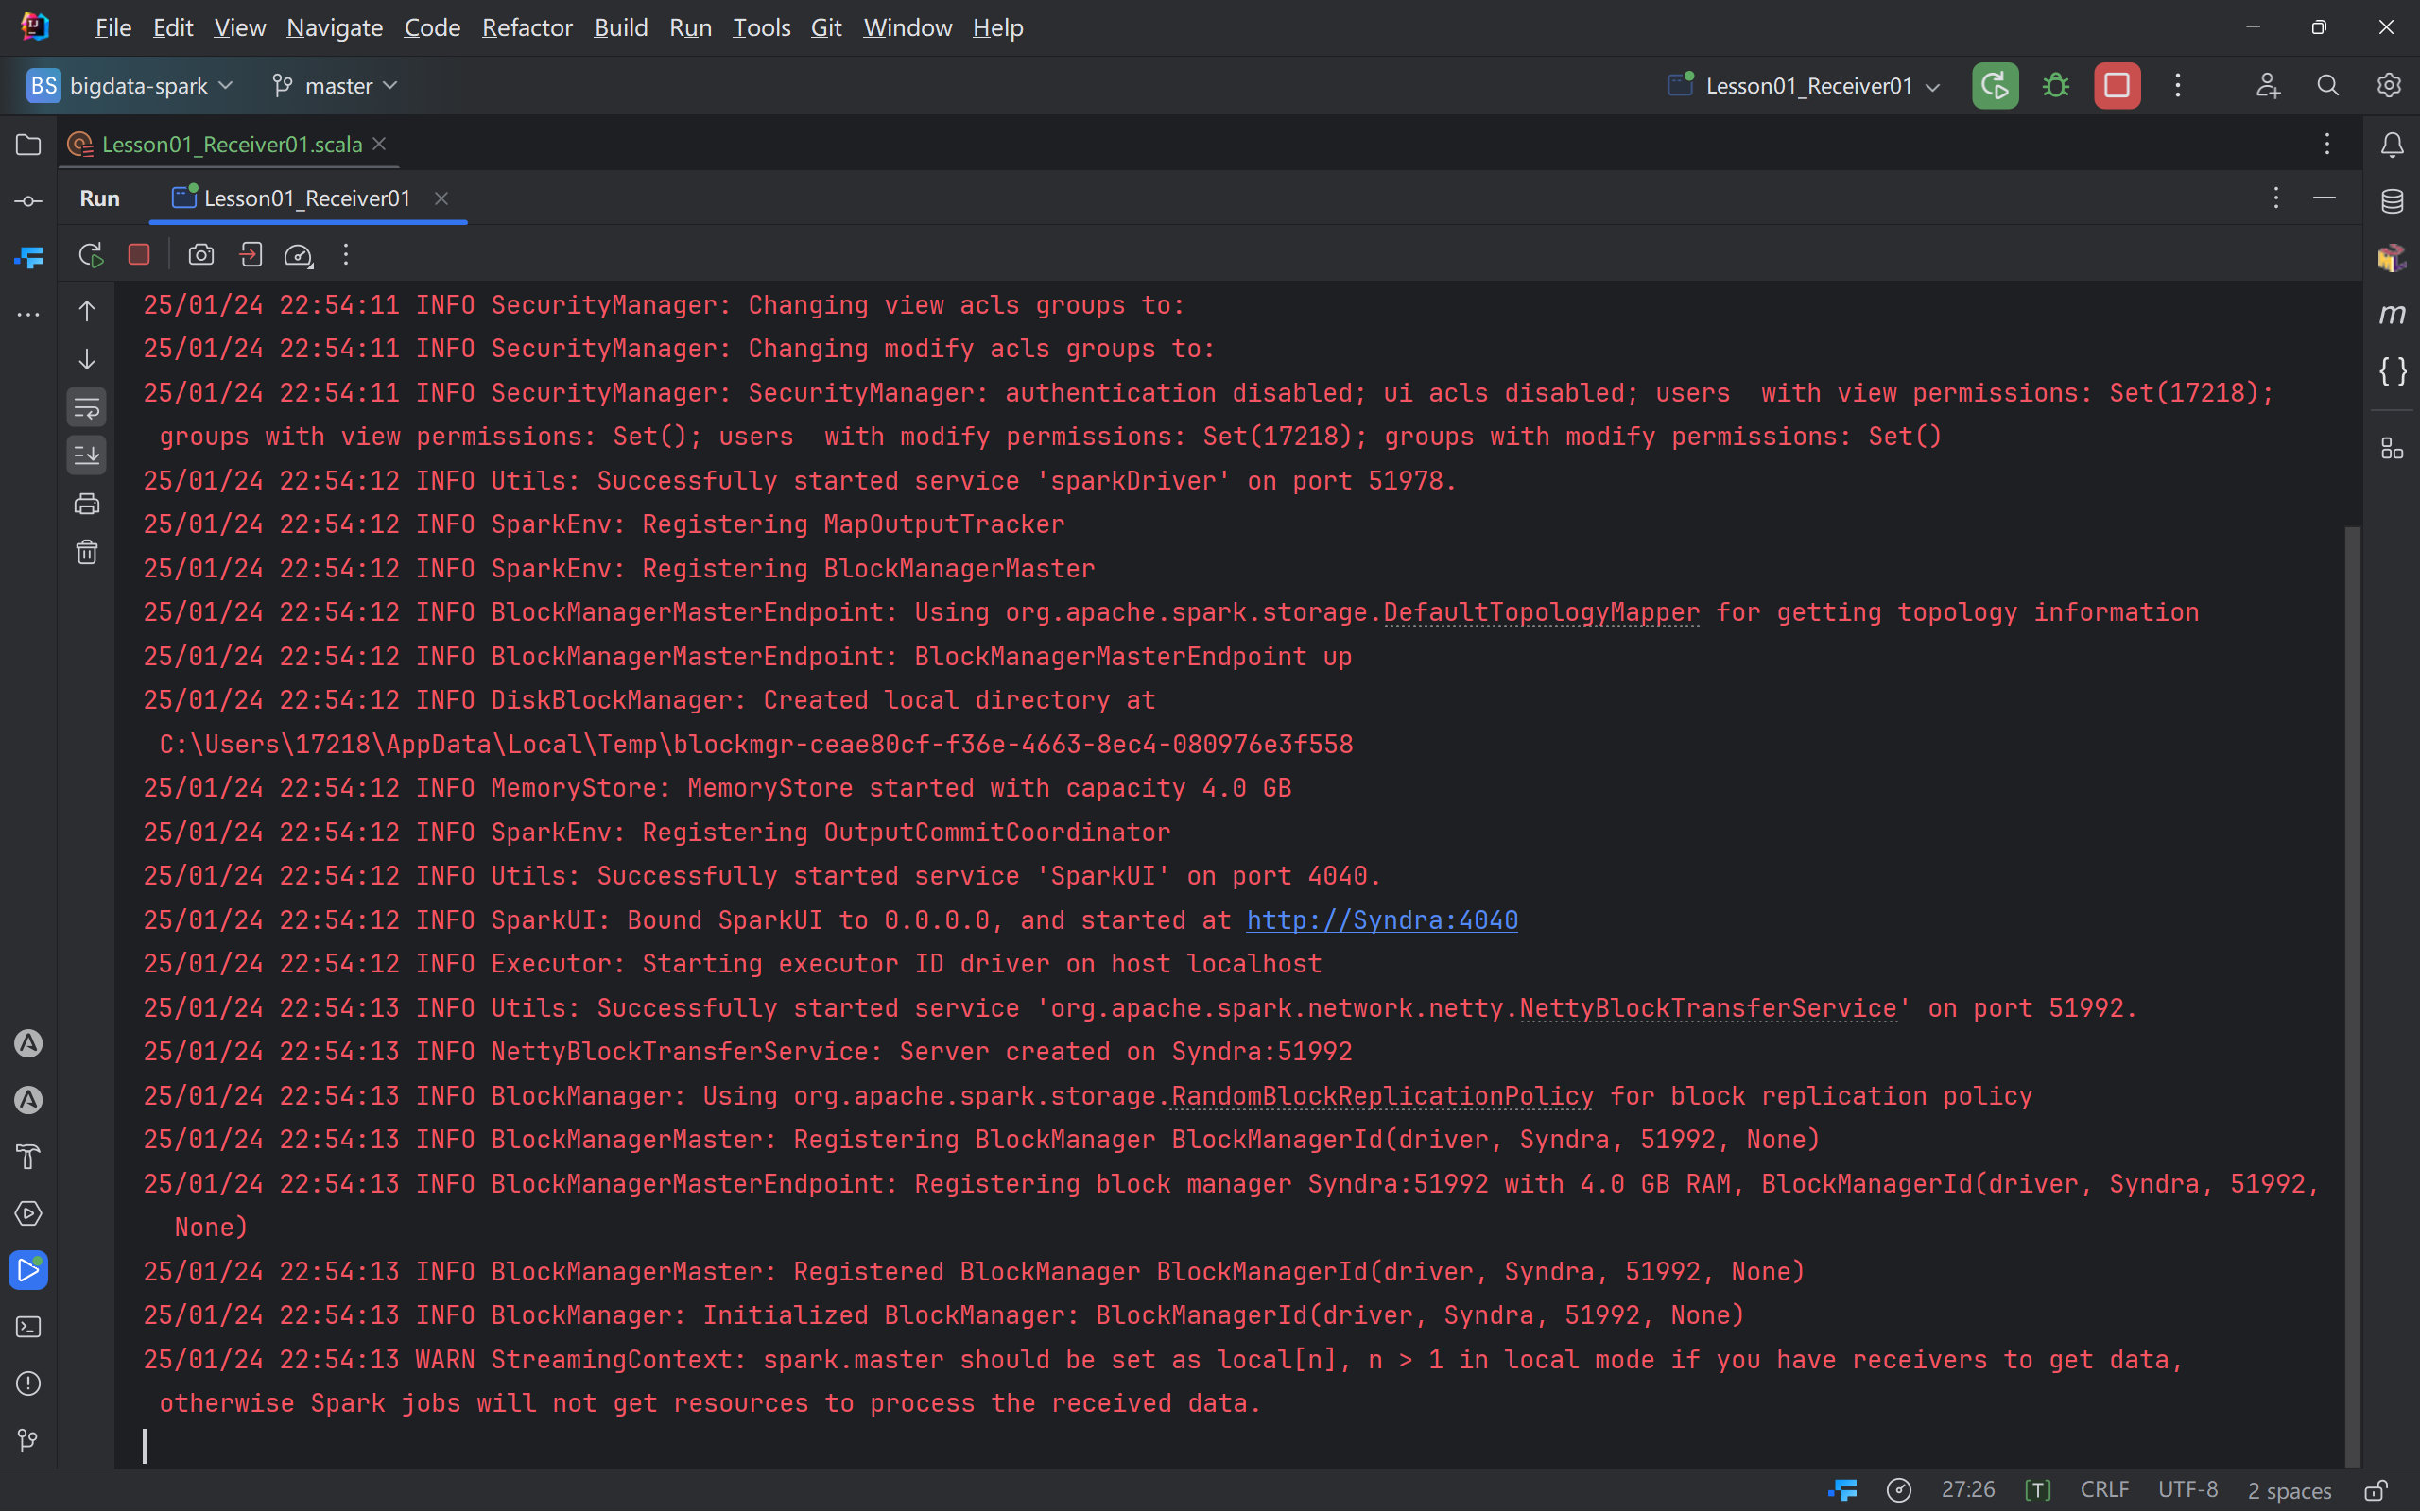 File Edit View Navigate Code Refactor Build Run Tools Git Window Help
BS bigdata-spark master Lesson01_Receiver01
Lesson01_Receiver01.scala
Run Lesson01_Receiver01
25/01/24 22:54:11 INFO SecurityManager: Changing view acls groups to:
25/01/24 22:54:11 INFO SecurityManager: Changing modify acls groups to:
25/01/24 22:54:11 INFO SecurityManager: SecurityManager: authentication disabled; ui acls disabled; users  with view permissions: Set(17218);
groups with view permissions: Set(); users  with modify permissions: Set(17218); groups with modify permissions: Set()
25/01/24 22:54:12 INFO Utils: Successfully started service 'sparkDriver' on port 51978.
25/01/24 22:54:12 INFO SparkEnv: Registering MapOutputTracker
25/01/24 22:54:12 INFO SparkEnv: Registering BlockManagerMaster
25/01/24 22:54:12 INFO BlockManagerMasterEndpoint: Using org.apache.spark.storage.DefaultTopologyMapper for getting topology information
25/01/24 22:54:12 INFO BlockManagerMasterEndpoint: BlockManagerMasterEndpoint up
25/01/24 22:54:12 INFO DiskBlockManager: Created local directory at
C:\Users\17218\AppData\Local\Temp\blockmgr-ceae80cf-f36e-4663-8ec4-080976e3f558
25/01/24 22:54:12 INFO MemoryStore: MemoryStore started with capacity 4.0 GB
25/01/24 22:54:12 INFO SparkEnv: Registering OutputCommitCoordinator
25/01/24 22:54:12 INFO Utils: Successfully started service 'SparkUI' on port 4040.
25/01/24 22:54:12 INFO SparkUI: Bound SparkUI to 0.0.0.0, and started at http://Syndra:4040
25/01/24 22:54:12 INFO Executor: Starting executor ID driver on host localhost
25/01/24 22:54:13 INFO Utils: Successfully started service 'org.apache.spark.network.netty.NettyBlockTransferService' on port 51992.
25/01/24 22:54:13 INFO NettyBlockTransferService: Server created on Syndra:51992
25/01/24 22:54:13 INFO BlockManager: Using org.apache.spark.storage.RandomBlockReplicationPolicy for block replication policy
25/01/24 22:54:13 INFO BlockManagerMaster: Registering BlockManager BlockManagerId(driver, Syndra, 51992, None)
25/01/24 22:54:13 INFO BlockManagerMasterEndpoint: Registering block manager Syndra:51992 with 4.0 GB RAM, BlockManagerId(driver, Syndra, 51992,
None)
25/01/24 22:54:13 INFO BlockManagerMaster: Registered BlockManager BlockManagerId(driver, Syndra, 51992, None)
25/01/24 22:54:13 INFO BlockManager: Initialized BlockManager: BlockManagerId(driver, Syndra, 51992, None)
25/01/24 22:54:13 WARN StreamingContext: spark.master should be set as local[n], n > 1 in local mode if you have receivers to get data,
otherwise Spark jobs will not get resources to process the received data.
27:26 [T] CRLF UTF-8 2 spaces